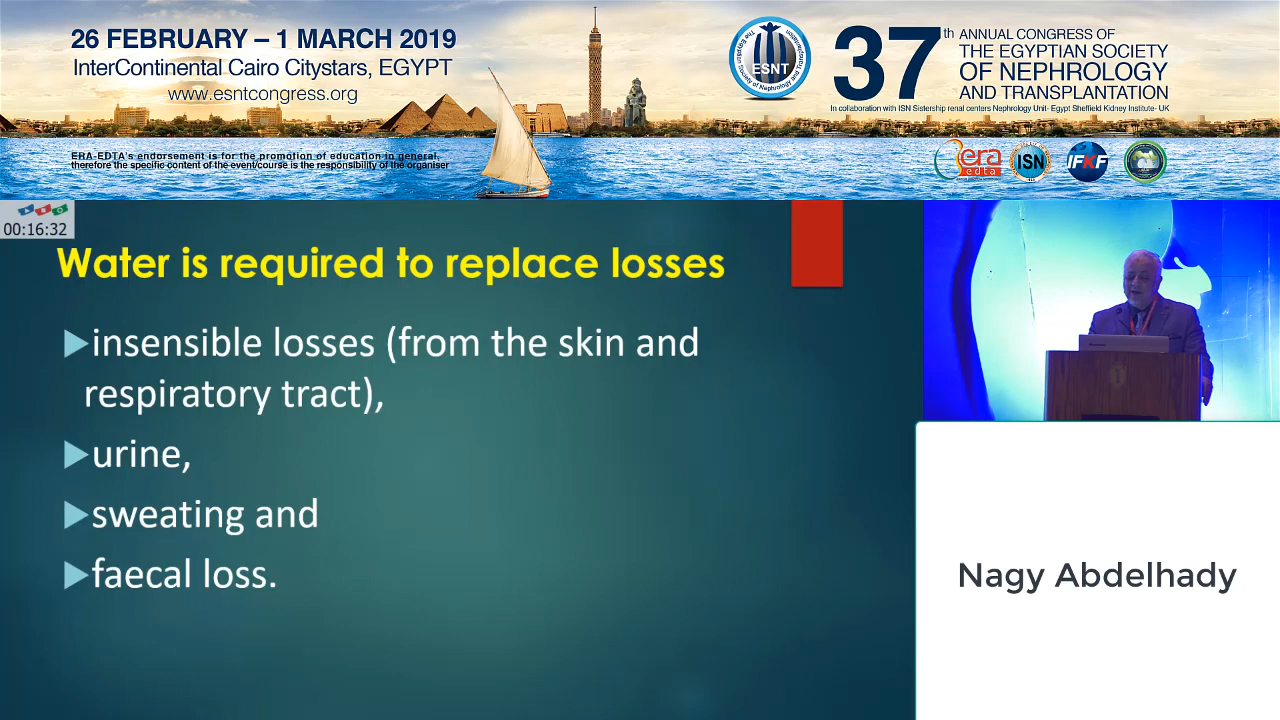 26 FEBRUARY – 1 MARCH 2019
InterContinental Cairo Citystars, EGYPT
www.esntcongress.org
ERA-EDTA's endorsement is for the promotion of education in general,
therefore the specific content of the event/course is the responsibility of the organiser
ESNT
37th
ANNUAL CONGRESS OF
THE EGYPTIAN SOCIETY
OF NEPHROLOGY
AND TRANSPLANTATION
In collaboration with ISN Sistership renal centers Nephrology Unit- Egypt Sheffield Kidney Institute- UK
era
edta
ISN
IFKF
00:16:32
Water is required to replace losses
▶insensible losses (from the skin and
respiratory tract),
▶urine,
▶sweating and
▶faecal loss.
Nagy Abdelhady